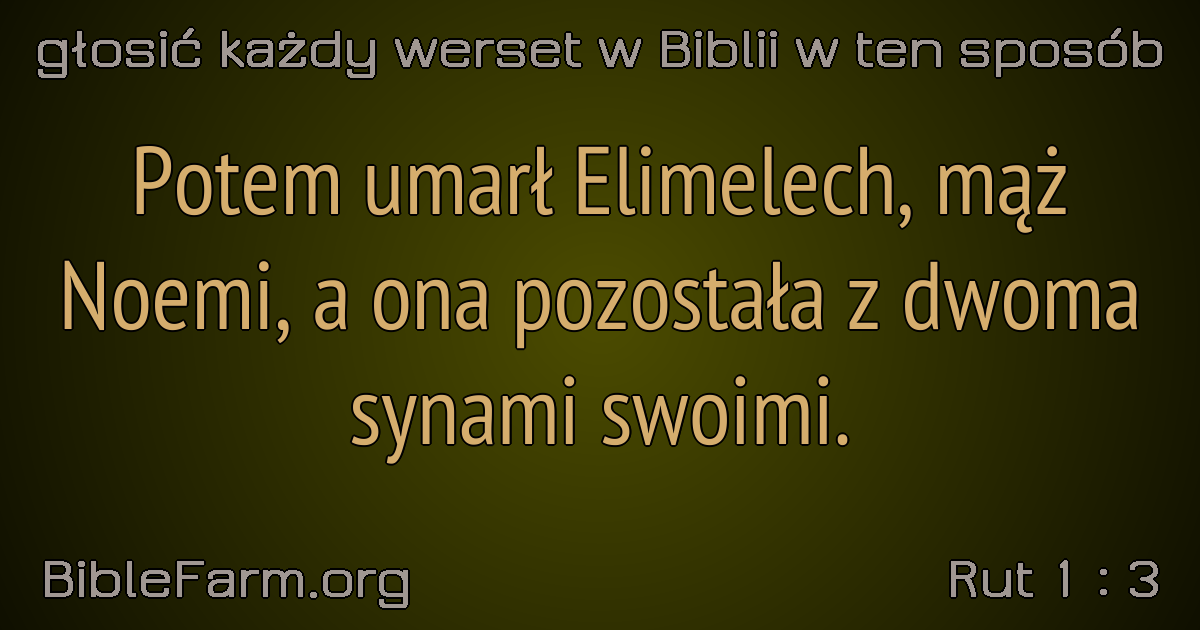 głosić każdy werset w Biblii w ten sposób
Potem umarł Elimelech, mąż
Noemi, a ona pozostała z dwoma
synami swoimi.
BibleFarm.org
Rut 1 : 3